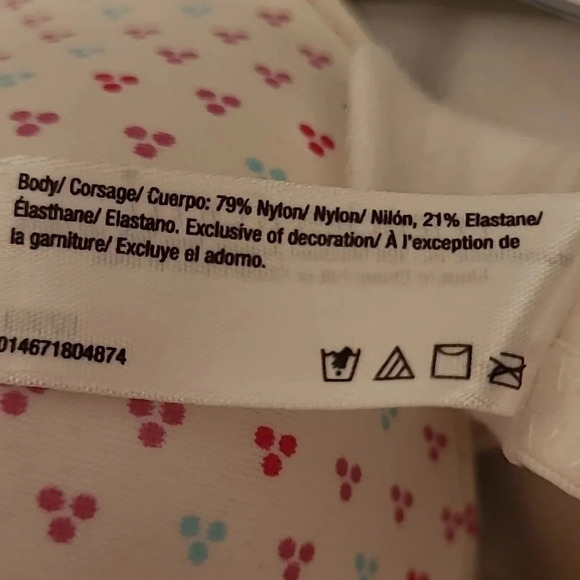 Body/ Corsage/ Cuerpo: 79% Nylon/ Nylon/ Nilón, 21% Elastane/
Élasthane/ Elastano. Exclusive of decoration/ À l'exception de
la garniture/ Excluye el adorno.
014671804874